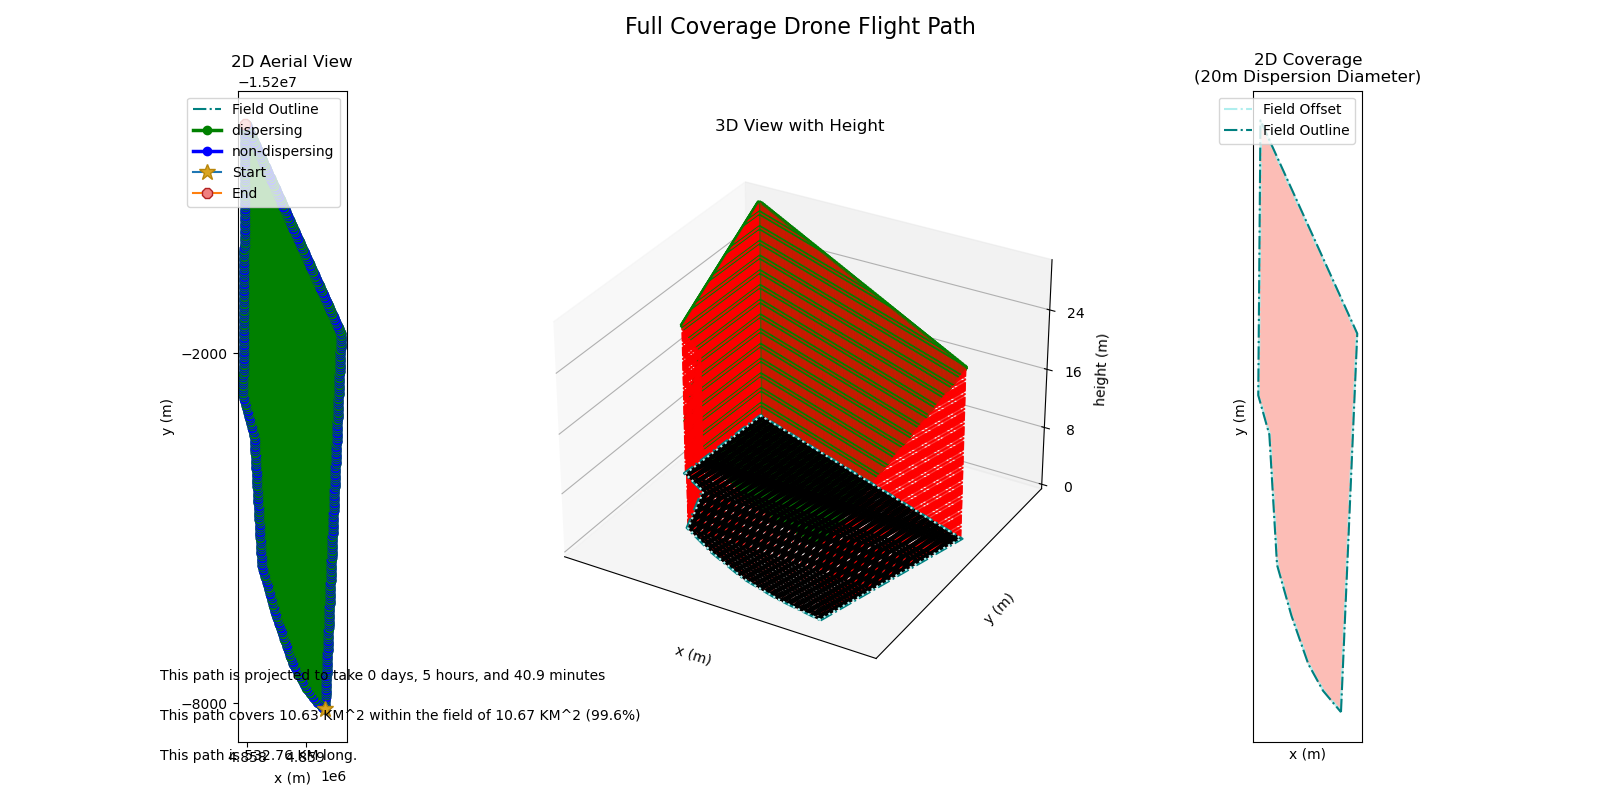 Full Coverage Drone Flight Path
2D Aerial View
−1.52e7
Field Outline
dispersing
non-dispersing
Start
End
−2000
−8000
y (m)
4.858
4.859
x (m)
1e6
3D View with Height
24
16
8
0
height (m)
y (m)
x (m)
2D Coverage
(20m Dispersion Diameter)
Field Offset
Field Outline
y (m)
x (m)
This path is projected to take 0 days, 5 hours, and 40.9 minutes
This path covers 10.63 KM^2 within the field of 10.67 KM^2 (99.6%)
This path is 532.76 KM long.